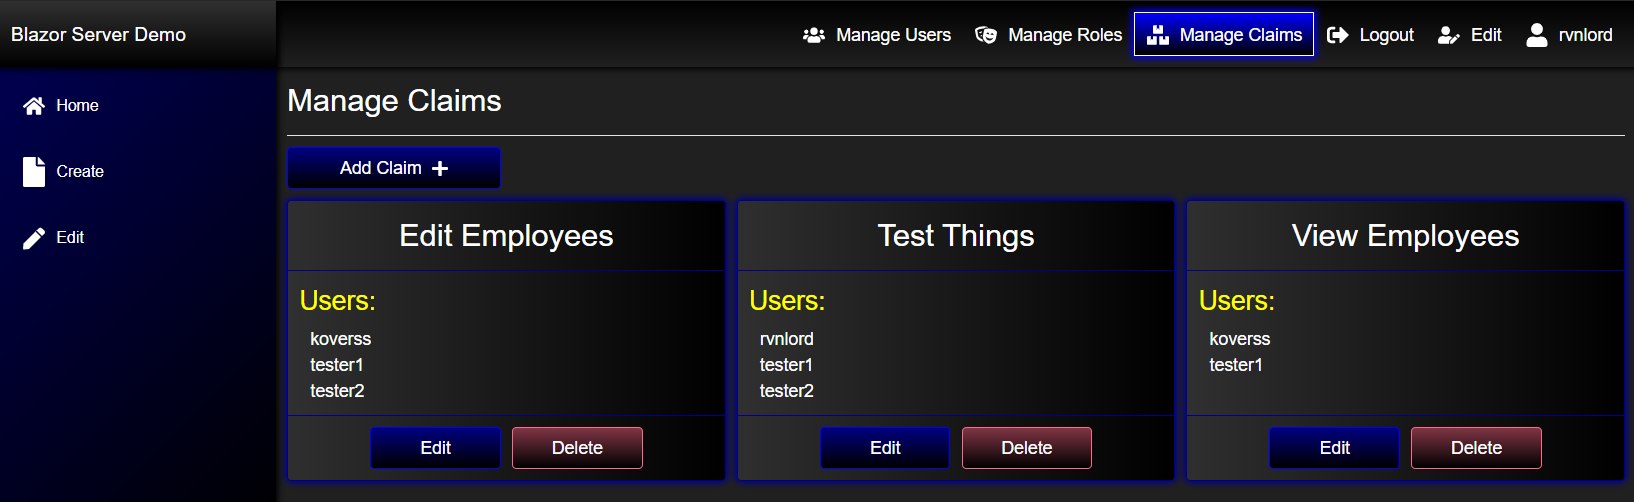 Blazor Server Demo
Manage Users
Manage Roles
Manage Claims
Logout
Edit
rvnlord
Home
Create
Edit
Manage Claims
Add Claim
Edit Employees
Users:
koverss
tester1
tester2
Edit
Delete
Test Things
Users:
rvnlord
tester1
tester2
Edit
Delete
View Employees
Users:
koverss
tester1
Edit
Delete